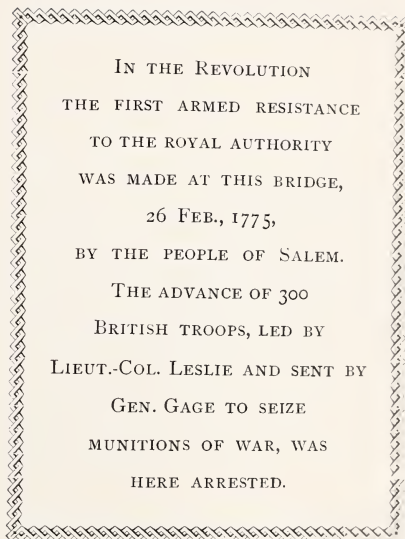 In the Revolution
the first armed resistance
to the royal authority
was made at this bridge,
26 Feb., 1775,
by the people of Salem.
The advance of 300
British troops, led by
Lieut.-Col. Leslie and sent by
Gen. Gage to seize
munitions of war, was
here arrested.